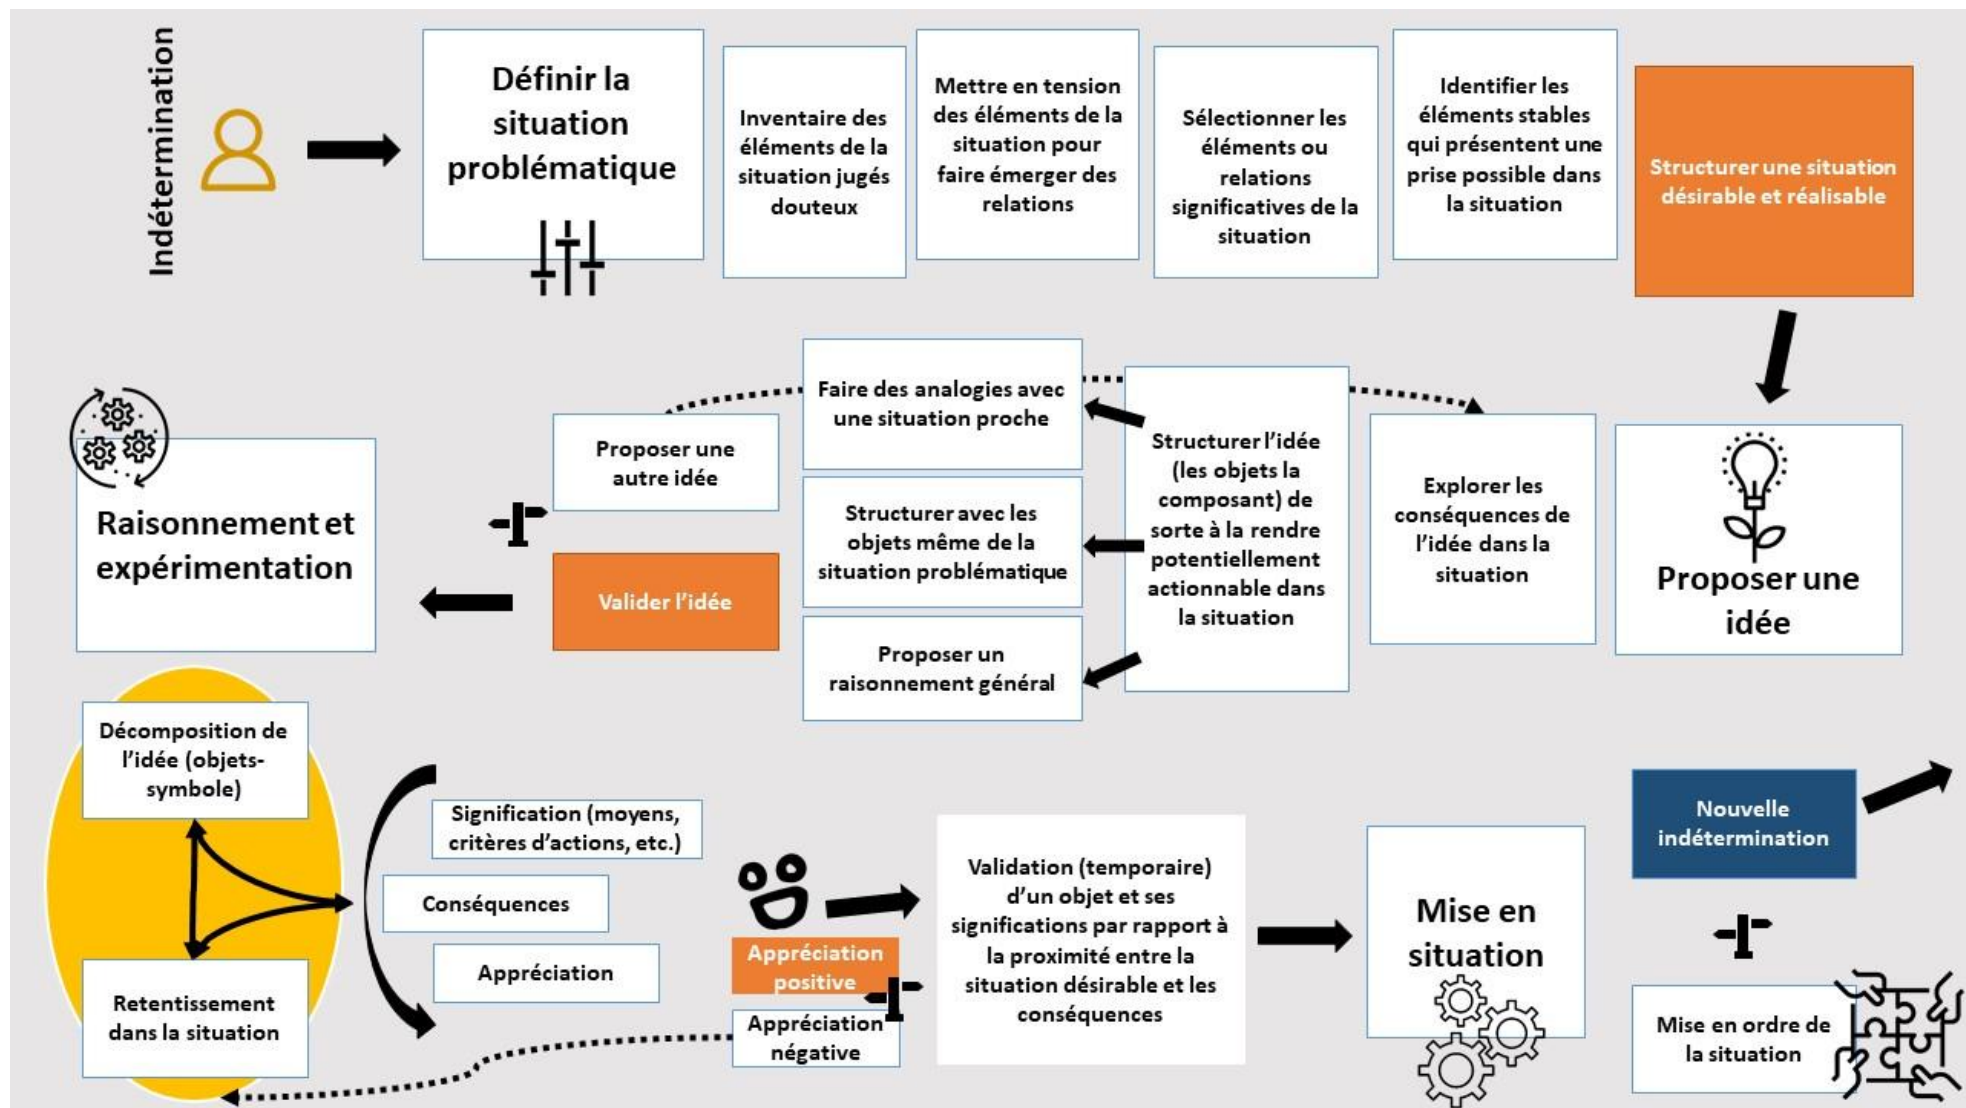 Indétermination
Définir la
situation
problématique
Inventaire des
éléments de la
situation jugés
douteux
Mettre en tension
des éléments de la
situation pour
faire émerger des
relations
Sélectionner les
éléments ou
relations
significatives de la
situation
Identifier les
éléments stables
qui présentent une
prise possible dans
la situation
Structurer une situation
désirable et réalisable
Proposer une
idée
Explorer les
conséquences de
l'idée dans la
situation
Structurer l'idée
(les objets la
composant) de
sorte à la rendre
potentiellement
actionnable dans
la situation
Faire des analogies avec
une situation proche
Structurer avec les
objets même de la
situation problématique
Proposer un
raisonnement général
Proposer une
autre idée
Valider l'idée
Raisonnement et
expérimentation
Décomposition de
l'idée (objets-
symbole)
Retentissement
dans la situation
Signification (moyens,
critères d'actions, etc.)
Conséquences
Appréciation
Appréciation
positive
Appréciation
négative
Validation (temporaire)
d'un objet et ses
significations par rapport à
la proximité entre la
situation désirable et les
conséquences
Mise en
situation
Nouvelle
indétermination
Mise en ordre de
la situation